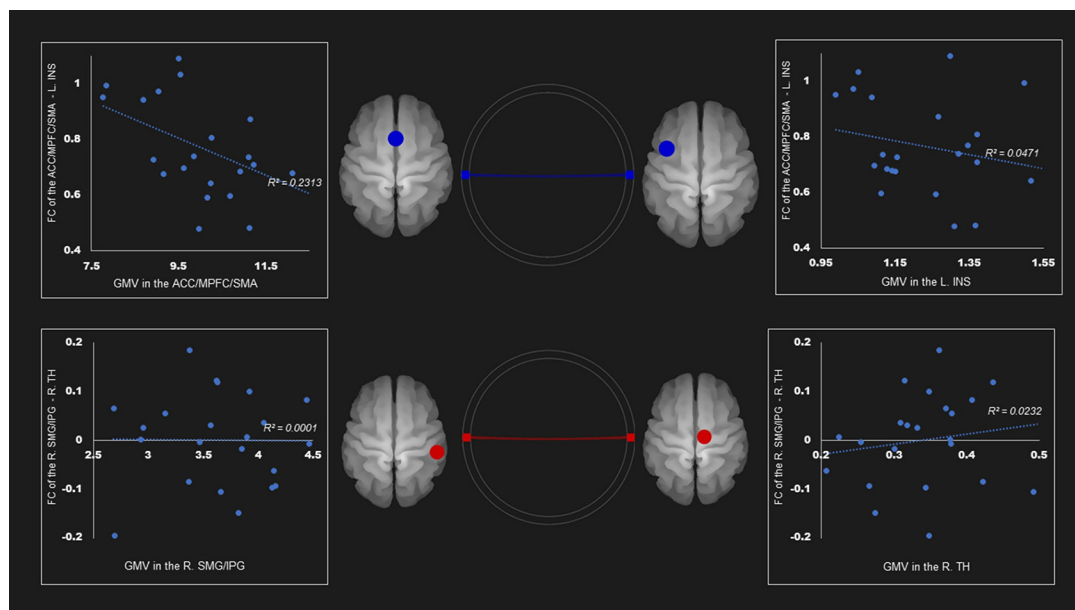 FC of the ACC/MPFC/SMA - L. INS
1
0.8
0.6
0.4
R² = 0.2313
7.5 9.5 11.5
GMV in the ACC/MPFC/SMA
FC of the ACC/MPFC/SMA - L. INS
1
0.8
0.6
0.4
R² = 0.0471
0.95 1.15 1.35 1.55
GMV in the L. INS
FC of the R. SMG/IPG - R. TH
0.2
0.1
0
-0.1
-0.2
R² = 0.0001
2.5 3 3.5 4 4.5
GMV in the R. SMG/IPG
FC of the R. SMG/IPG - R. TH
0.2
0.1
0
-0.1
-0.2
R² = 0.0232
0.2 0.3 0.4 0.5
GMV in the R. TH